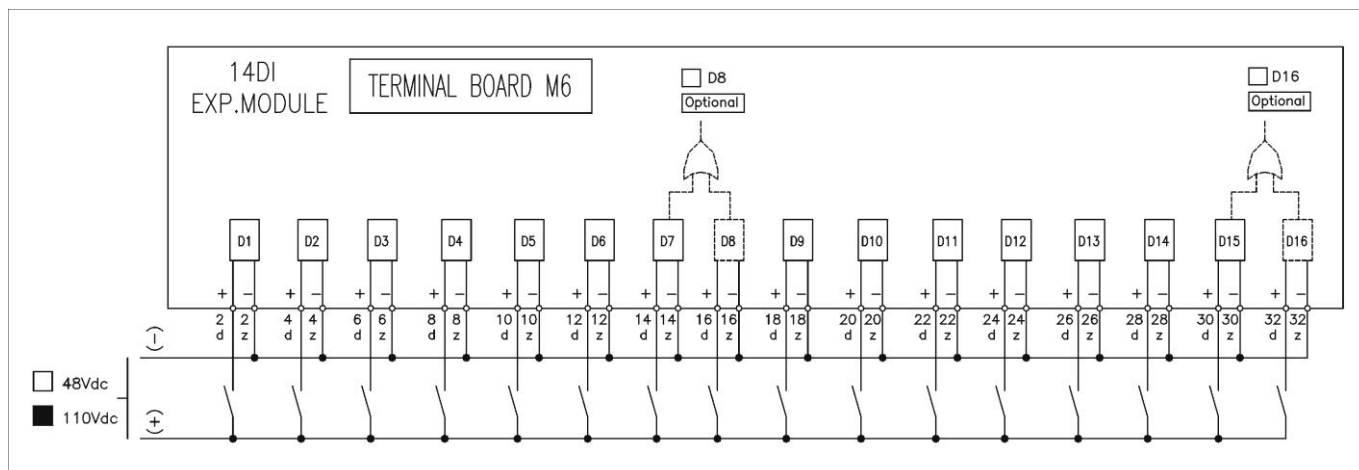 14DI
EXP.MODULE
TERMINAL BOARD M6
D8
Optional
D16
Optional
D1 D2 D3 D4 D5 D6 D7 D8 D9 D10 D11 D12 D13 D14 D15 D16
+ − + − + − + − + − + − + − + − + − + − + − + − + − + − + − + −
2 2 4 4 6 6 8 8 10 10 12 12 14 14 16 16 18 18 20 20 22 22 24 24 26 26 28 28 30 30 32 32
d z d z d z d z d z d z d z d z d z d z d z d z d z d z d z d z
(−)
48Vdc
110Vdc
(+)